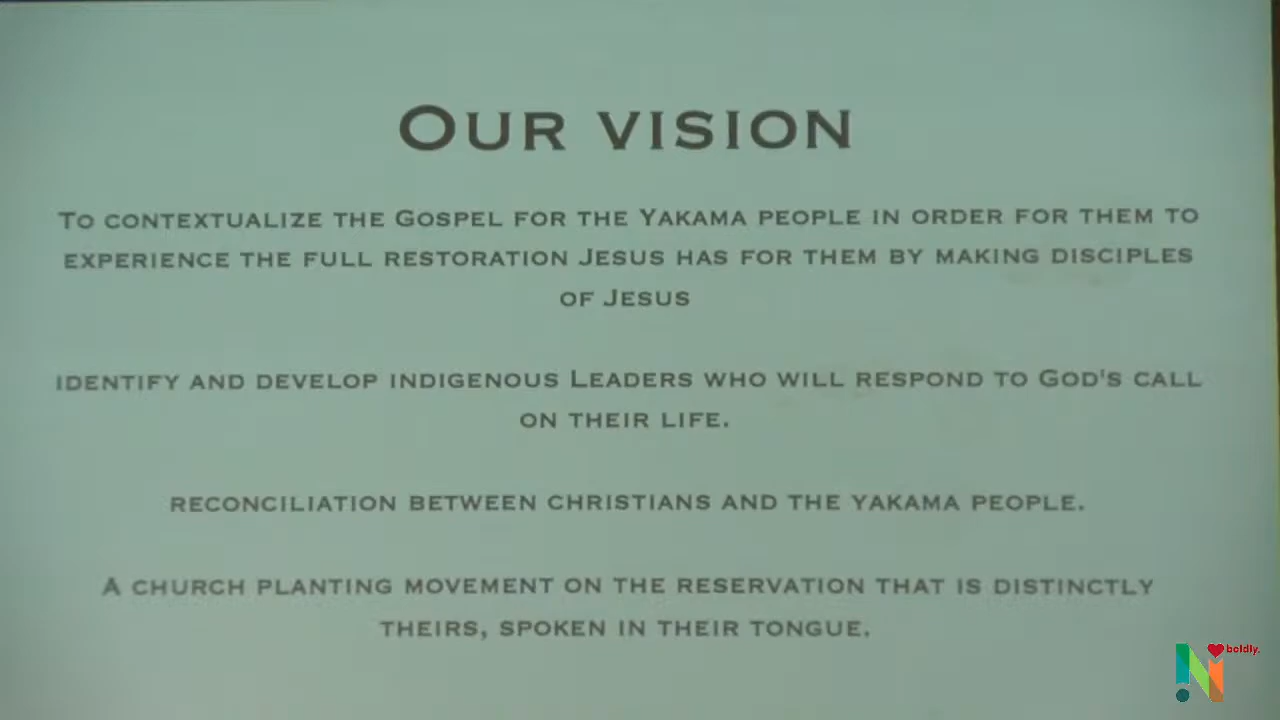 Our vision
To contextualize the Gospel for the Yakama people in order for them to
experience the full restoration Jesus has for them by making disciples
of Jesus
identify and develop indigenous Leaders who will respond to God's call
on their life.
reconciliation between christians and the yakama people.
A church planting movement on the reservation that is distinctly
theirs, spoken in their tongue.
boldly.